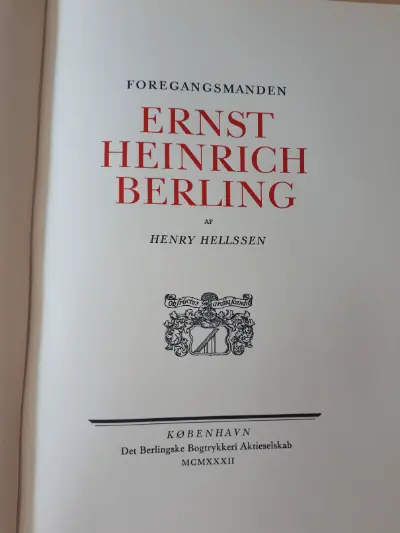 FOREGANGSMANDEN
ERNST
HEINRICH
BERLING
AF
HENRY HELLSSEN
KØBENHAVN
Det Berlingske Bogtrykkeri Aktieselskab
MCMXXXII